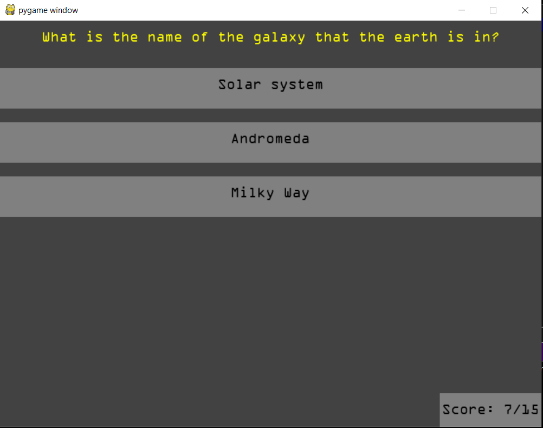 pygame window
What is the name of the galaxy that the earth is in?
Solar system
Andromeda
Milky Way
Score: 7/15